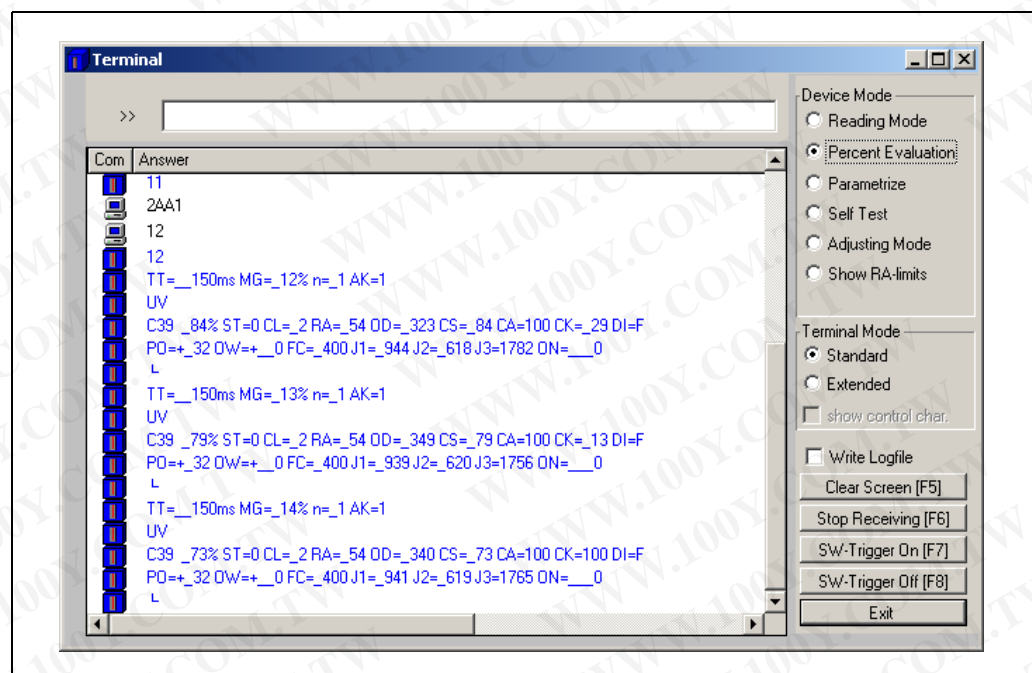 Terminal
>>
Com Answer
11
2AA1
12
12
TT=__150ms MG=_12% n=_1 AK=1
UV
C39 _84% ST=0 CL=_2 RA=_54 OD=_323 CS=_84 CA=100 CK=_29 DI=F
PO=+_32 OW=+__0 FC=_400 J1=_944 J2=_618 J3=1782 ON=___0
└
TT=__150ms MG=_13% n=_1 AK=1
UV
C39 _79% ST=0 CL=_2 RA=_54 OD=_349 CS=_79 CA=100 CK=_13 DI=F
PO=+_32 OW=+__0 FC=_400 J1=_939 J2=_620 J3=1756 ON=___0
└
TT=__150ms MG=_14% n=_1 AK=1
UV
C39 _73% ST=0 CL=_2 RA=_54 OD=_340 CS=_73 CA=100 CK=100 DI=F
PO=+_32 OW=+__0 FC=_400 J1=_941 J2=_619 J3=1765 ON=___0
└
Device Mode
Reading Mode
Percent Evaluation
Parametrize
Self Test
Adjusting Mode
Show RA-limits
Terminal Mode
Standard
Extended
show control char.
Write Logfile
Clear Screen [F5]
Stop Receiving [F6]
SW-Trigger On [F7]
SW-Trigger Off [F8]
Exit
WWW.100Y.COM.TW